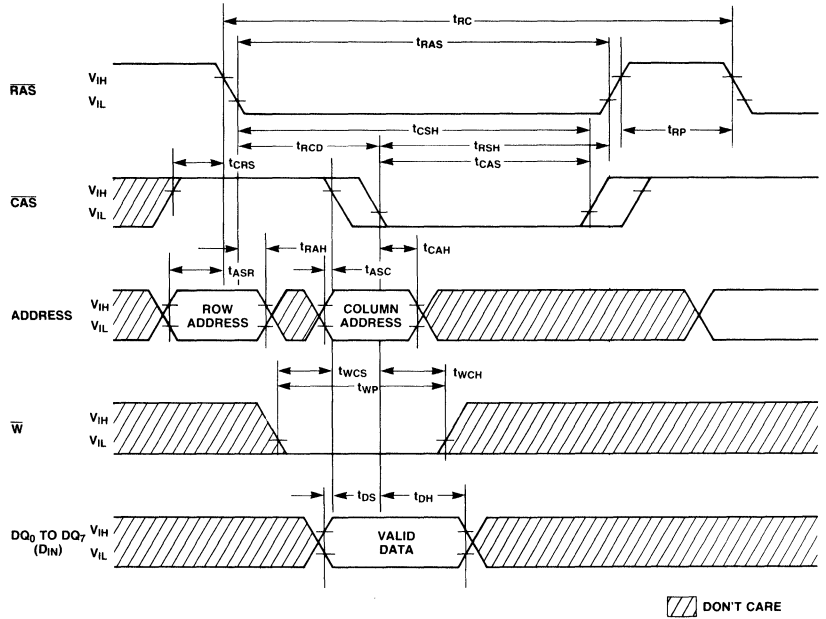 tRC
tRAS
RAS
VIH
VIL
tCSH
tRCD
tRSH
tRP
tCRS
tCAS
CAS
VIH
VIL
tRAH
tCAH
tASR
tASC
ADDRESS
VIH
VIL
ROW
ADDRESS
COLUMN
ADDRESS
tWCS
tWCH
tWP
W
VIH
VIL
tDS
tDH
DQ0 TO DQ7
(DIN)
VIH
VIL
VALID
DATA
DON'T CARE